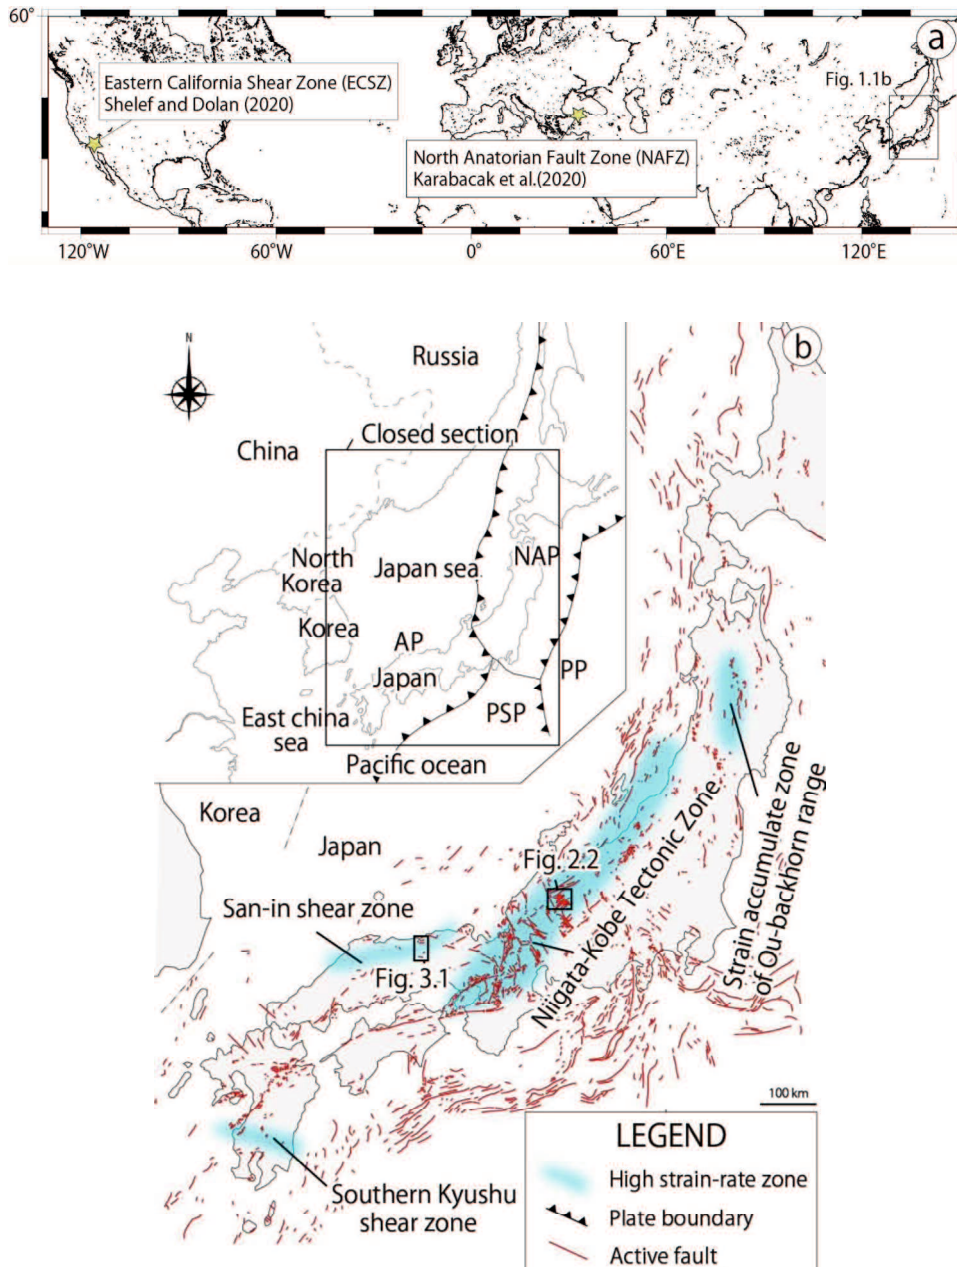 60°
a
Eastern California Shear Zone (ECSZ)
Shelef and Dolan (2020)
Fig. 1.1b
North Anatorian Fault Zone (NAFZ)
Karabacak et al.(2020)
120°W
60°W
0°
60°E
120°E
b
N
Russia
China
Closed section
North
Korea
Japan sea
NAP
Korea
AP
Japan
PP
PSP
East china
sea
Pacific ocean
Korea
Japan
Fig. 2.2
San-in shear zone
Fig. 3.1
Niigata-Kobe Tectonic Zone
Strain accumulate zone
of Ou-backhorn range
100 km
Southern Kyushu
shear zone
LEGEND
High strain-rate zone
Plate boundary
Active fault